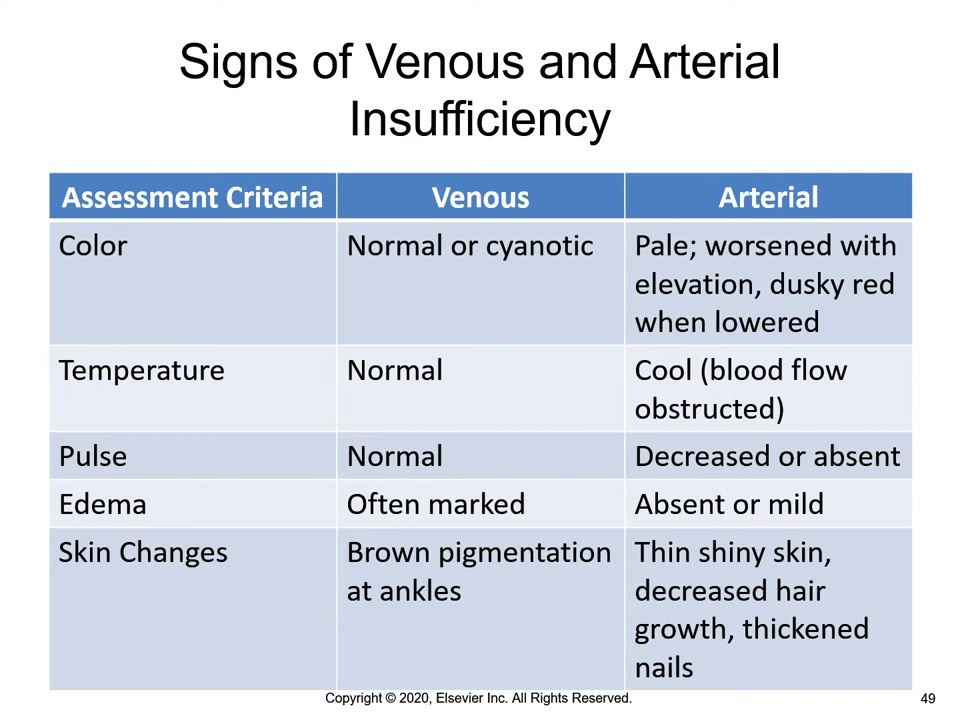 Signs of Venous and Arterial
Insufficiency
Assessment Criteria Venous Arterial
Color Normal or cyanotic Pale; worsened with
elevation, dusky red
when lowered
Temperature Normal Cool (blood flow
obstructed)
Pulse Normal Decreased or absent
Edema Often marked Absent or mild
Skin Changes Brown pigmentation Thin shiny skin,
at ankles decreased hair
growth, thickened
nails
Copyright © 2020, Elsevier Inc. All Rights Reserved. 49